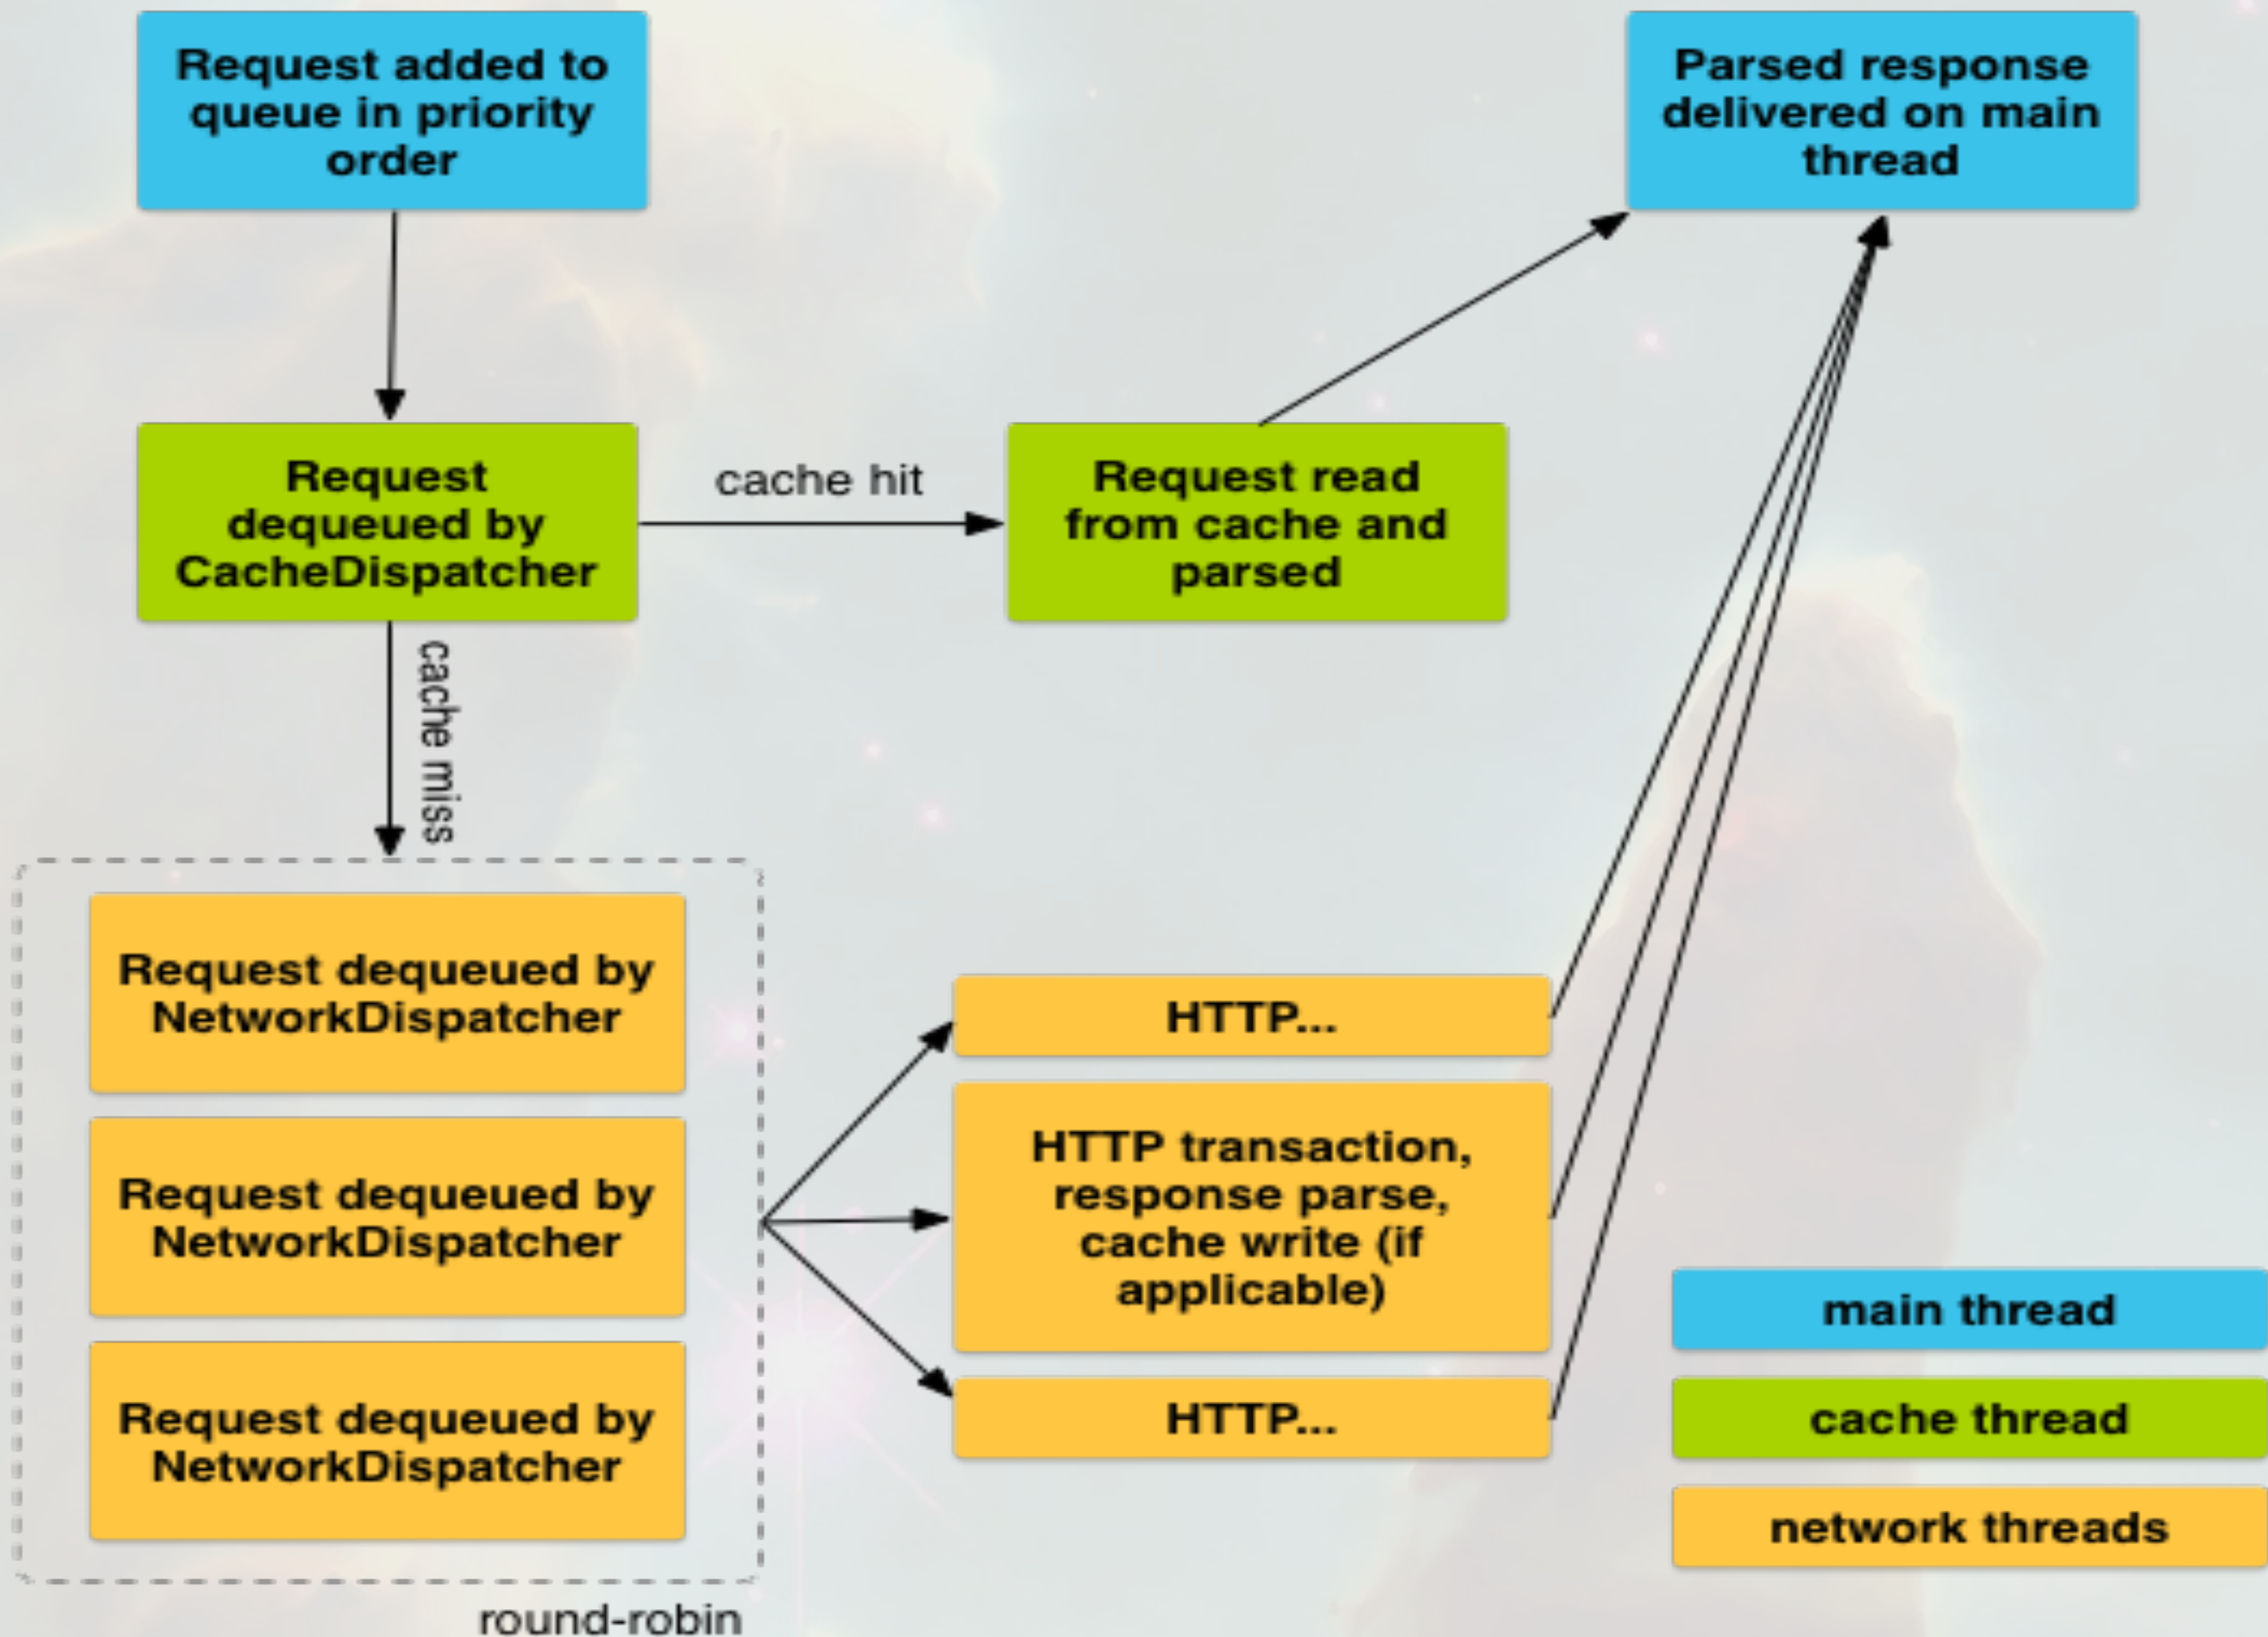 Request added to
queue in priority
order
Parsed response
delivered on main
thread
Request
dequeued by
CacheDispatcher
cache hit
Request read
from cache and
parsed
cache miss
Request dequeued by
NetworkDispatcher
Request dequeued by
NetworkDispatcher
Request dequeued by
NetworkDispatcher
round-robin
HTTP...
HTTP transaction,
response parse,
cache write (if
applicable)
HTTP...
main thread
cache thread
network threads